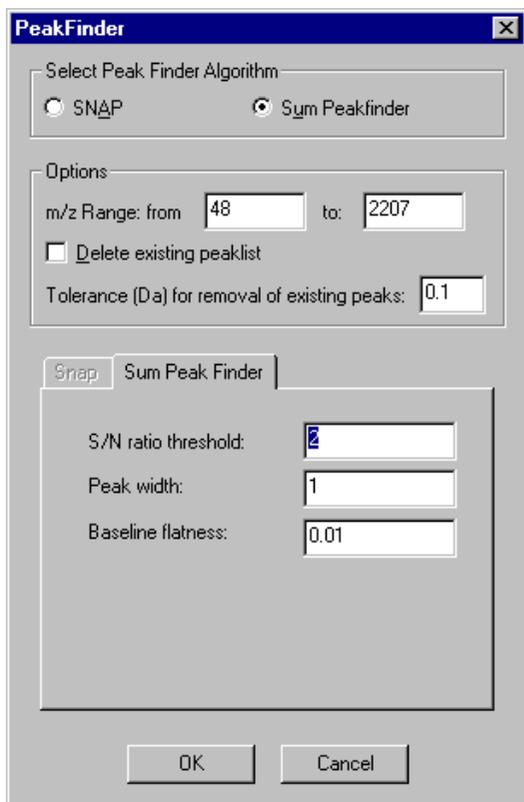 PeakFinder
Select Peak Finder Algorithm
SNAP Sum Peakfinder
Options
m/z Range: from 48 to: 2207
Delete existing peaklist
Tolerance (Da) for removal of existing peaks: 0.1
Snap Sum Peak Finder
S/N ratio threshold: 2
Peak width: 1
Baseline flatness: 0.01
OK Cancel